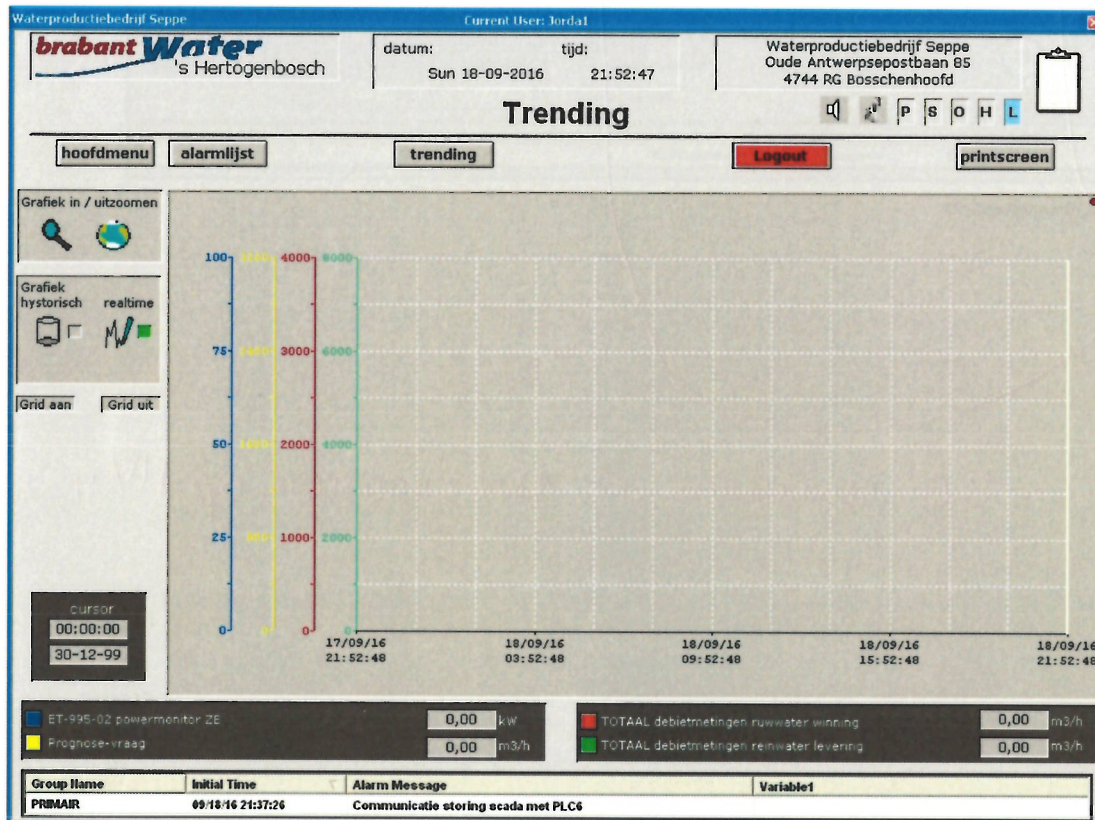 Waterproductiebedrijf Seppe Current User: Jorda1
brabant Water
's Hertogenbosch
datum: tijd:
Sun 18-09-2016 21:52:47
Waterproductiebedrijf Seppe
Oude Antwerpsepostbaan 85
4744 RG Bosschenhoofd
Trending
P S O H L
hoofdmenu alarmlijst trending Logout printscreen
Grafiek in / uitzoomen
Grafiek
hystorisch realtime
Grid aan Grid uit
100 4000 8000
75 3000 6000
50 2000 4000
25 1000 2000
0 0 0 0
17/09/16 18/09/16 18/09/16 18/09/16 18/09/16
21:52:48 03:52:48 09:52:48 15:52:48 21:52:48
cursor
00:00:00
30-12-99
ET-995-02 powermonitor ZE 0,00 kW
Prognose-vraag 0,00 m3/h
TOTAAL debietmetingen ruwwater winning 0,00 m3/h
TOTAAL debietmetingen reinwater levering 0,00 m3/h
Group Name Initial Time Alarm Message Variable1
PRIMAIR 09/18/16 21:37:26 Communicatie storing scada met PLC6